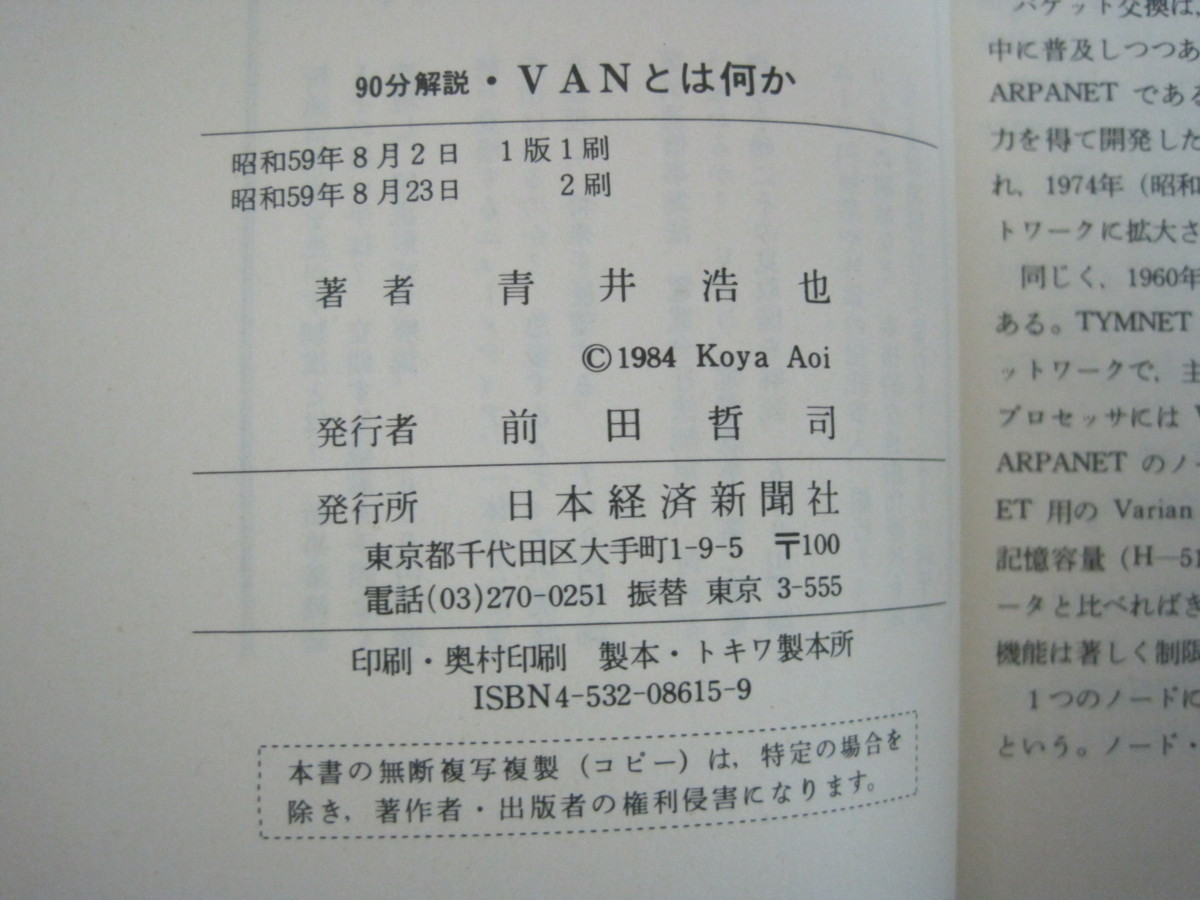 90分解説・VANとは何か
昭和59年8月2日 1版1刷
昭和59年8月23日 2刷
著者 青井浩也
©1984 Koya Aoi
発行者 前田哲司
発行所 日本経済新聞社
東京都千代田区大手町1-9-5 〒100
電話(03)270-0251 振替 東京 3-555
印刷・奥村印刷 製本・トキワ製本所
ISBN4-532-08615-9
本書の無断複写複製（コピー）は，特定の場合を
除き，著作者・出版者の権利侵害になります。
パケット交換は、
中に普及しつつあ
ARPANET である
力を得て開発した
れ、1974年（昭和
トワークに拡大さ
同じく、1960年
ある。TYMNET
ットワークで、主
プロセッサには
ARPANET のノー
ET 用の Varian
記憶容量（H―51
ータと比べればき
機能は著しく制限
1つのノードに
という。ノード・